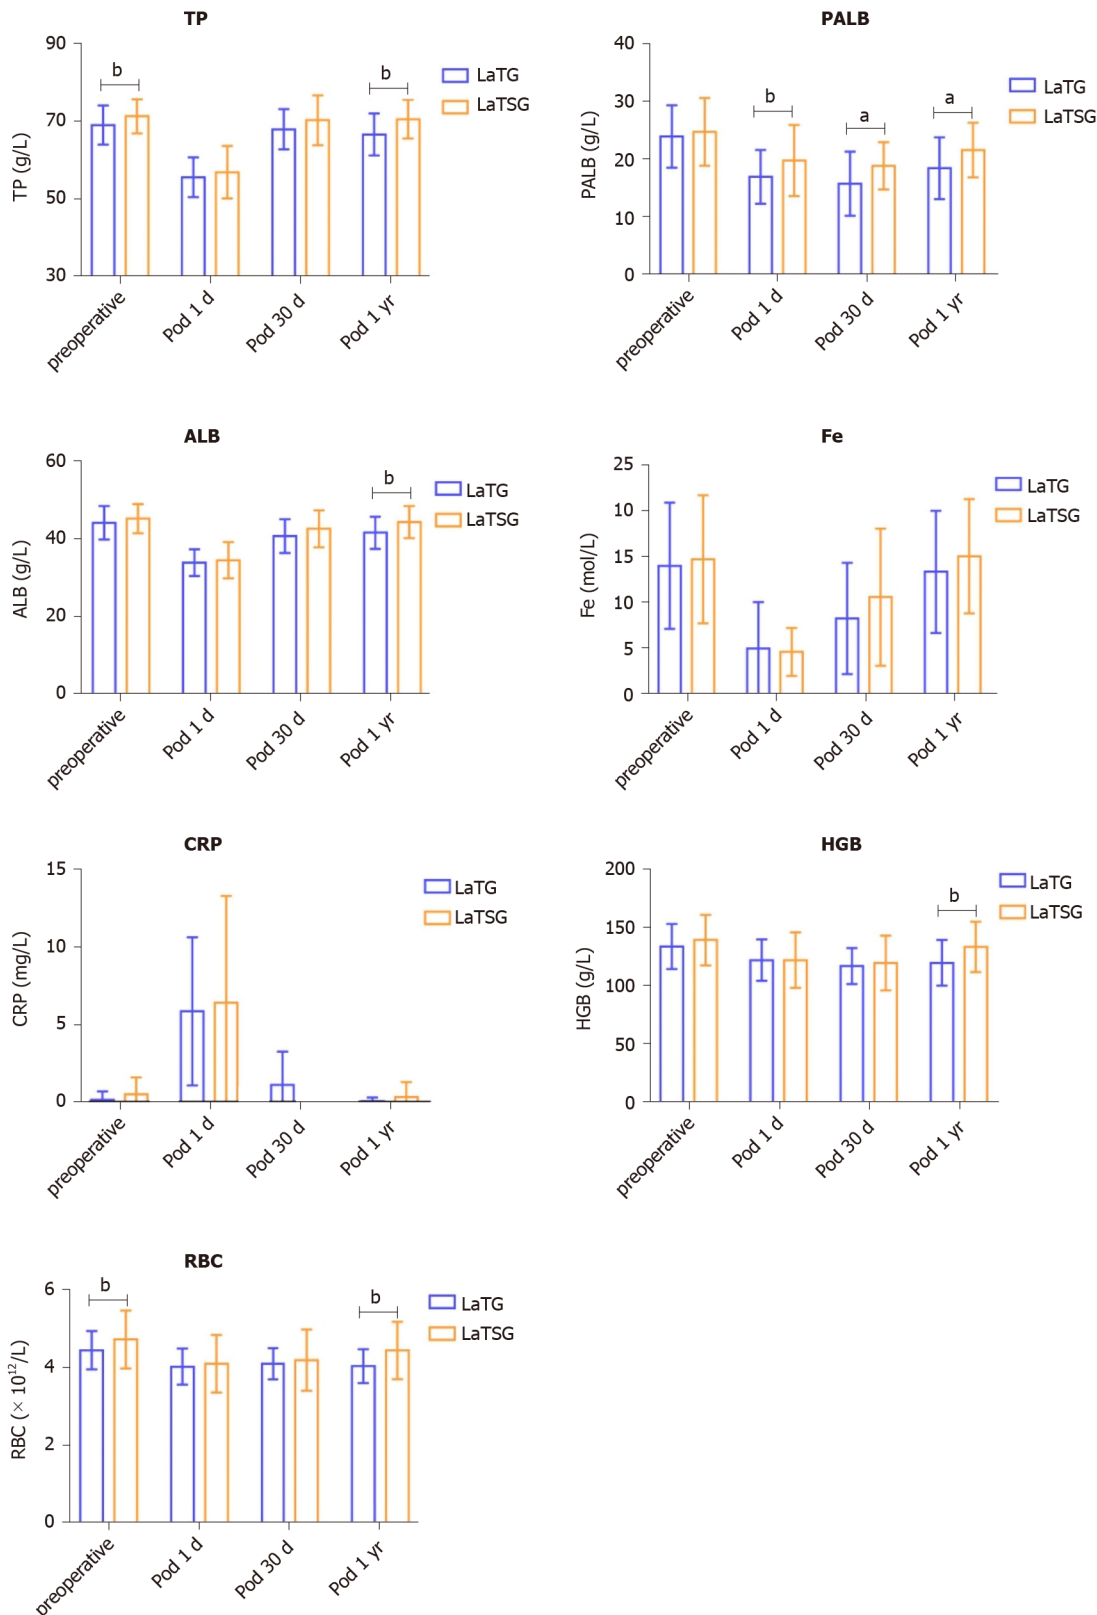 TP
90
70
50
30
TP (g/L)
b
b
LaTG
LaTSG
preoperative
Pod 1 d
Pod 30 d
Pod 1 yr
PALB
40
30
20
10
0
PALB (g/L)
b
a
a
LaTG
LaTSG
preoperative
Pod 1 d
Pod 30 d
Pod 1 yr
ALB
60
40
20
0
ALB (g/L)
b
LaTG
LaTSG
preoperative
Pod 1 d
Pod 30 d
Pod 1 yr
Fe
25
10
15
10
5
0
Fe (mol/L)
LaTG
LaTSG
preoperative
Pod 1 d
Pod 30 d
Pod 1 yr
CRP
15
10
5
0
CRP (mg/L)
LaTG
LaTSG
preoperative
Pod 1 d
Pod 30 d
Pod 1 yr
HGB
200
150
100
50
0
HGB (g/L)
b
LaTG
LaTSG
preoperative
Pod 1 d
Pod 30 d
Pod 1 yr
RBC
6
4
2
0
RBC (× 10¹²/L)
b
b
LaTG
LaTSG
preoperative
Pod 1 d
Pod 30 d
Pod 1 yr